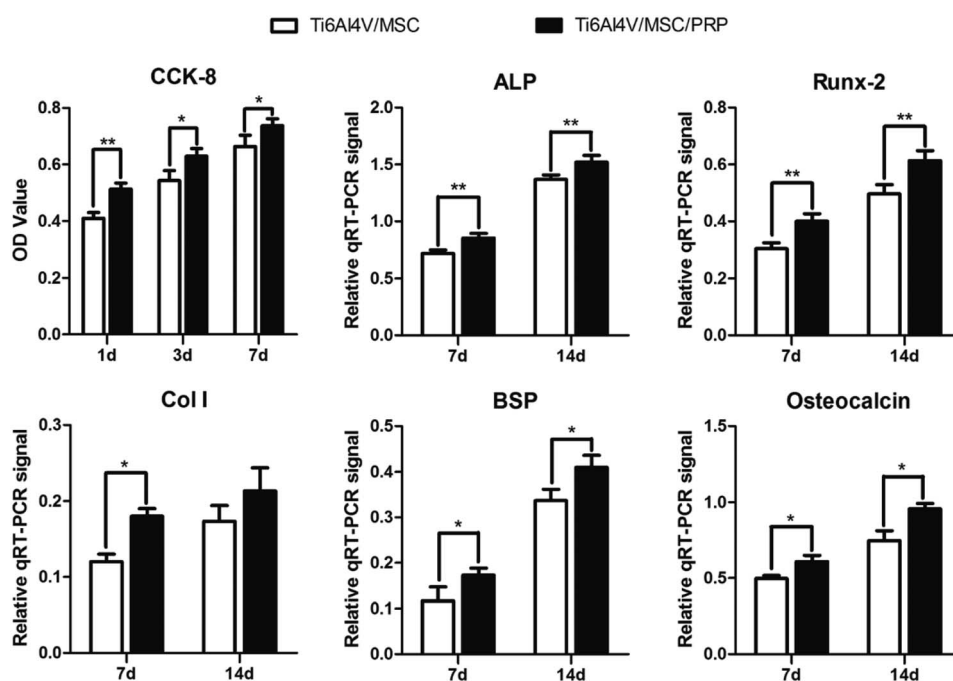 Ti6Al4V/MSC Ti6Al4V/MSC/PRP
CCK-8
OD Value
0.8
0.6
0.4
0.2
0.0
** * *
1d 3d 7d
ALP
Relative qRT-PCR signal
2.0
1.5
1.0
0.5
0.0
** **
7d 14d
Runx-2
Relative qRT-PCR signal
0.8
0.6
0.4
0.2
0.0
** **
7d 14d
Col I
Relative qRT-PCR signal
0.3
0.2
0.1
0.0
*
7d 14d
BSP
Relative qRT-PCR signal
0.5
0.4
0.3
0.2
0.1
0.0
* *
7d 14d
Osteocalcin
Relative qRT-PCR signal
1.5
1.0
0.5
0.0
* *
7d 14d